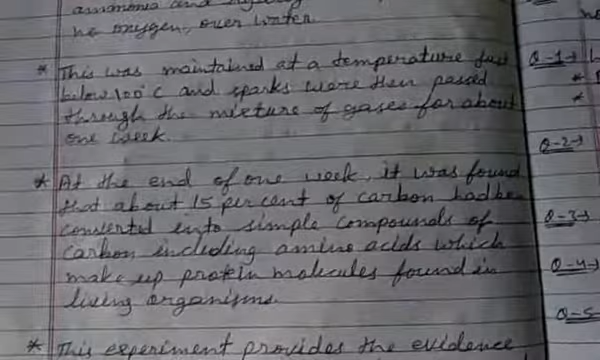 ammonia and
no oxygen, over water.
* This was maintained at a temperature just
below 100°c and sparks were then passed
through the mixture of gases for about
one week.
* At the end of one week, it was found
that about 15 percent of carbon had been
converted into simple compounds of
carbon including amino acids which
make up protein molecules found in
living organisms.
* This experiment provides the evidence
Q-1→
*
*
Q-2→
Q-3→
Q-4→
Q-5